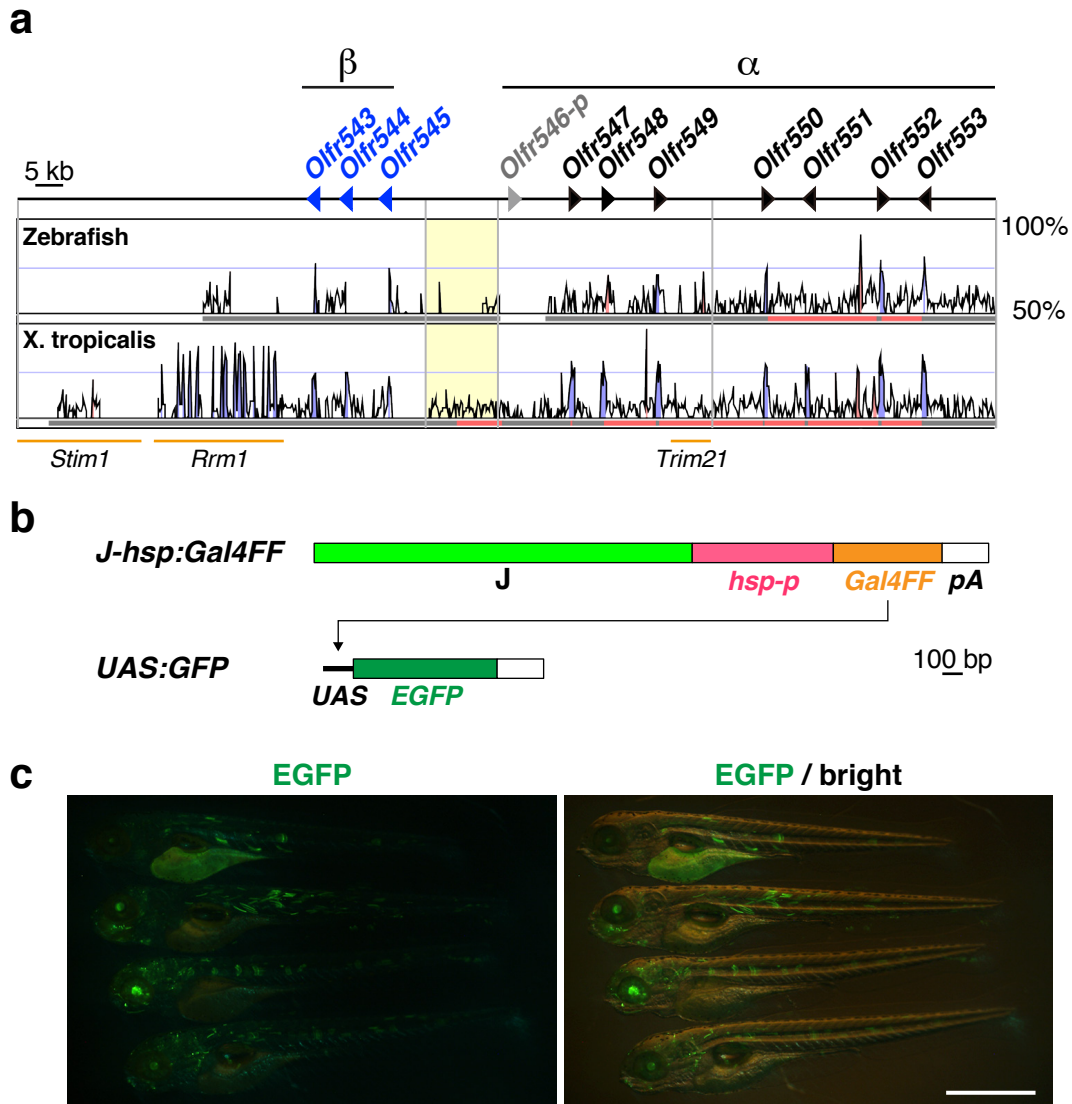 a
β α
Olfr543 Olfr544 Olfr545 Olfr546-p Olfr547 Olfr548 Olfr549 Olfr550 Olfr551 Olfr552 Olfr553
5 kb
Zebrafish
100%
50%
X. tropicalis
Stim1 Rrm1 Trim21
b
J-hsp:Gal4FF
J hsp-p Gal4FF pA
UAS:GFP
100 bp
UAS EGFP
c
EGFP EGFP / bright